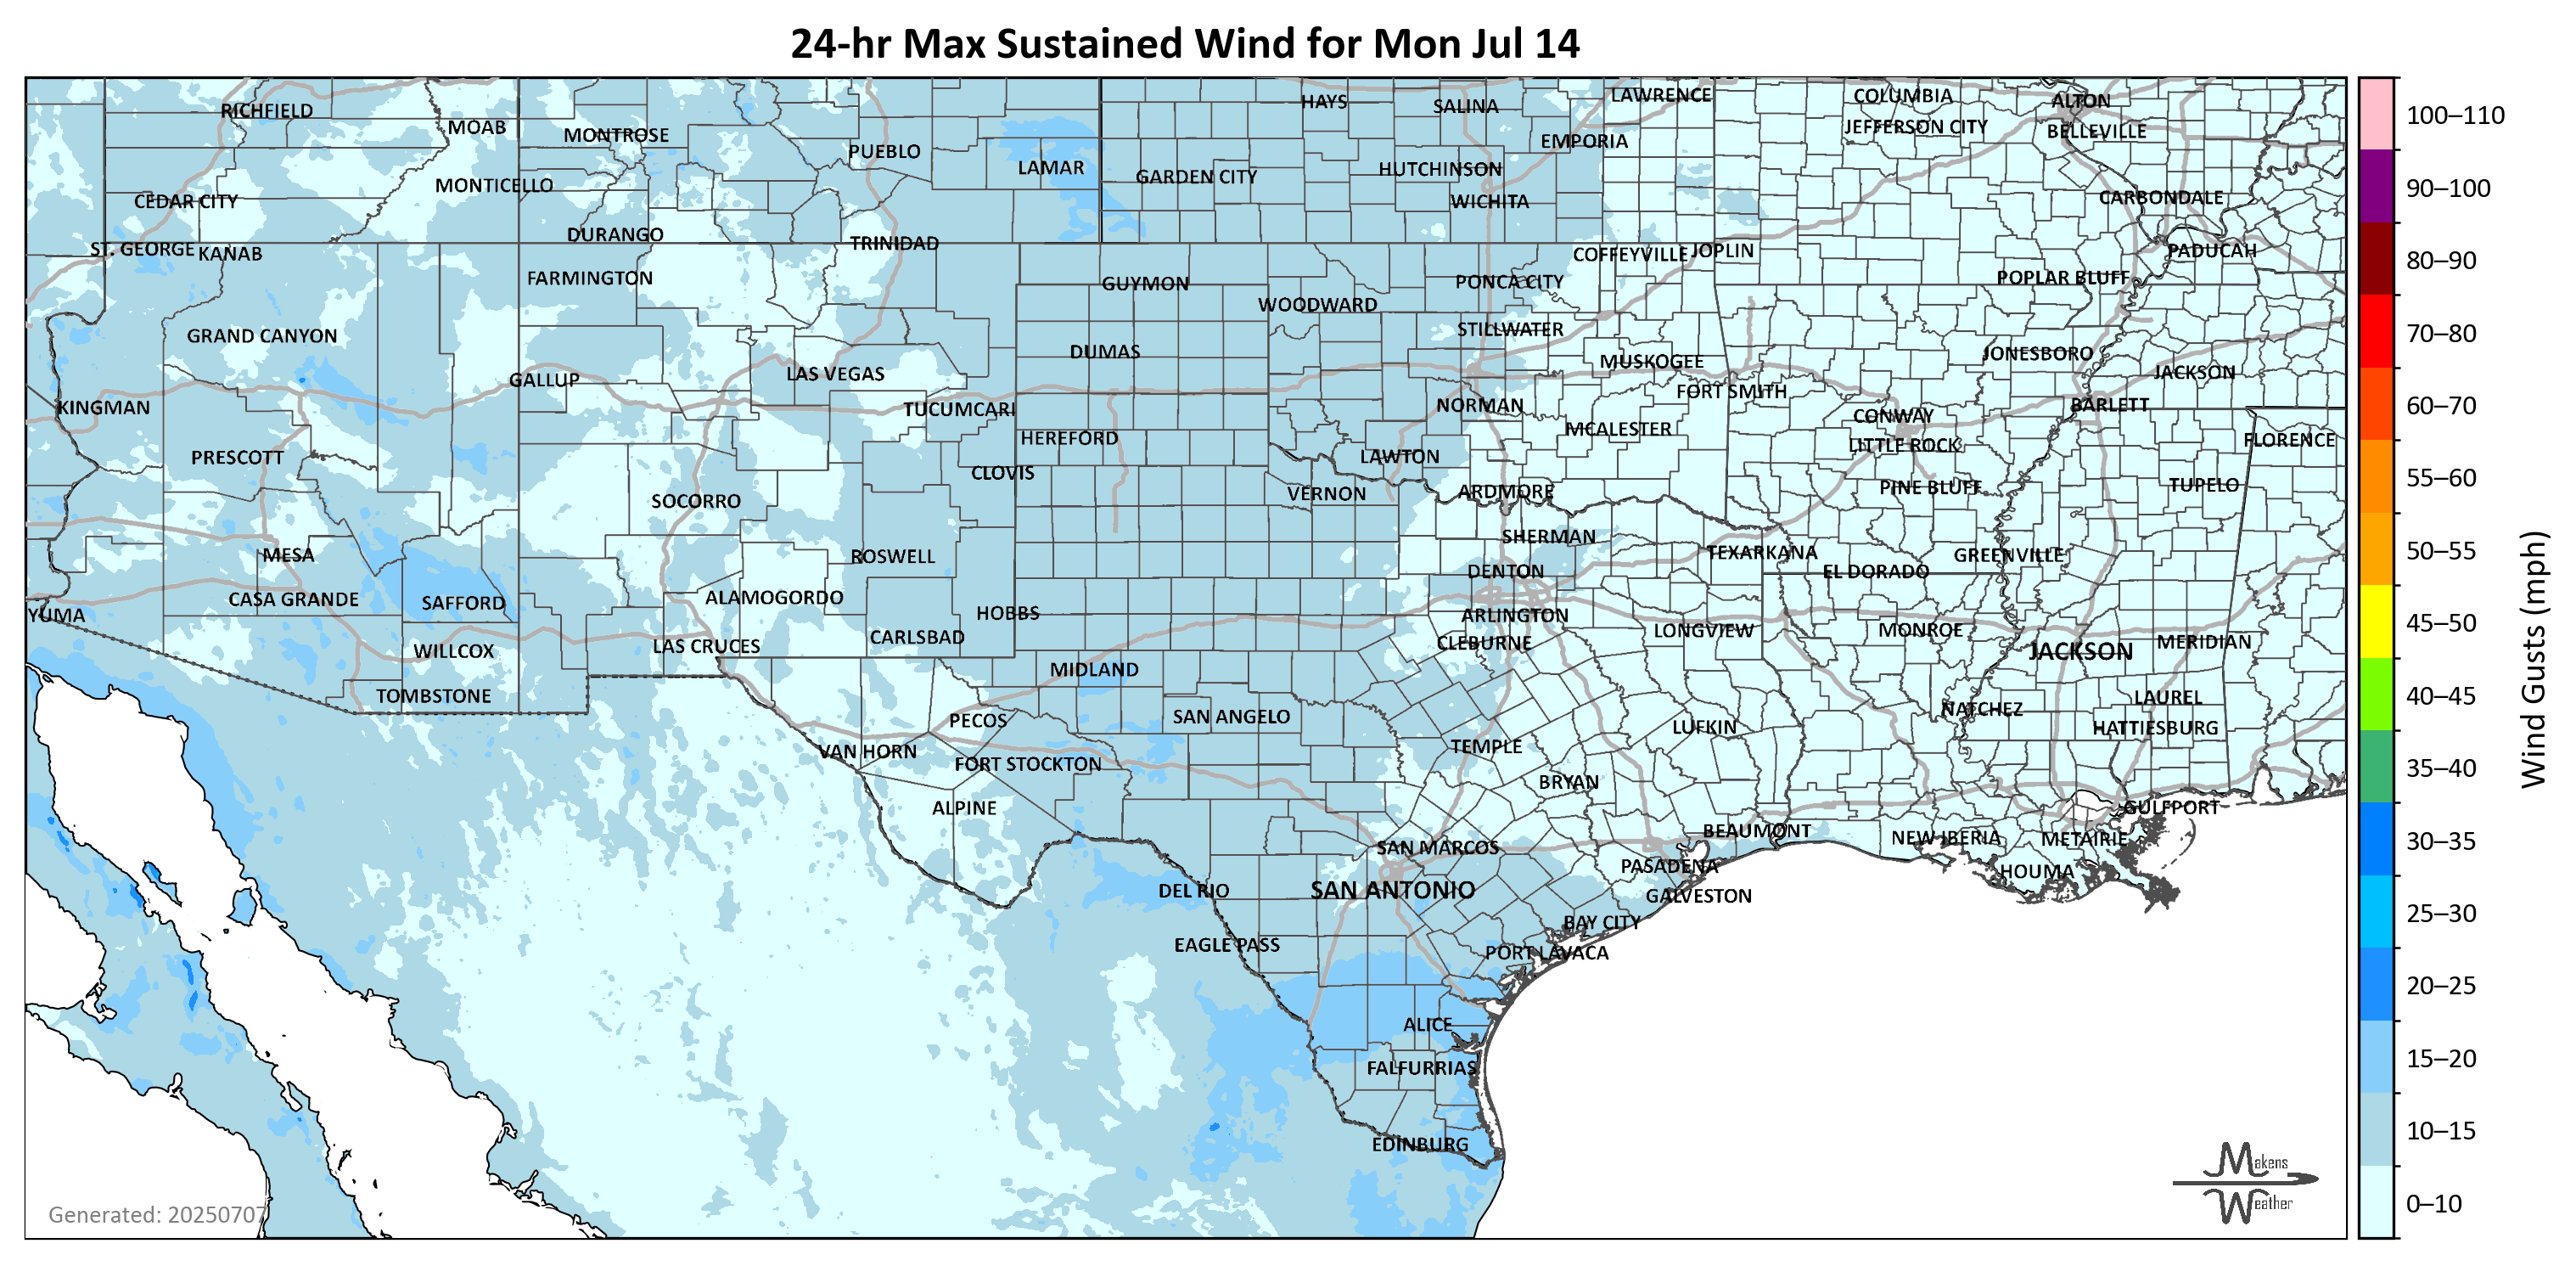 24-hr Max Sustained Wind for Mon Jul 14
RICHFIELD
MOAB
MONTROSE
PUEBLO
LAMAR
HAYS
SALINA
LAWRENCE
COLUMBIA
ALTON
EMPORIA
JEFFERSON CITY
BELLEVILLE
MONTICELLO
GARDEN CITY
HUTCHINSON
WICHITA
CEDAR CITY
CARBONDALE
DURANGO
TRINIDAD
ST. GEORGE
KANAB
COFFEYVILLE
JOPLIN
PADUCAH
FARMINGTON
GUYMON
PONCA CITY
POPLAR BLUFF
WOODWARD
GRAND CANYON
STILLWATER
DUMAS
MUSKOGEE
JONESBORO
GALLUP
LAS VEGAS
FORT SMITH
JACKSON
KINGMAN
TUCUMCARI
NORMAN
CONWAY
BARLETT
HEREFORD
MCALESTER
LITTLE ROCK
FLORENCE
PRESCOTT
CLOVIS
LAWTON
SOCORRO
VERNON
ARDMORE
PINE BLUFF
TUPELO
MESA
ROSWELL
SHERMAN
TEXARKANA
GREENVILLE
DENTON
EL DORADO
CASA GRANDE
SAFFORD
ALAMOGORDO
HOBBS
ARLINGTON
YUMA
LAS CRUCES
CARLSBAD
CLEBURNE
LONGVIEW
MONROE
JACKSON
MERIDIAN
WILLCOX
MIDLAND
TOMBSTONE
PECOS
SAN ANGELO
LUFKIN
NATCHEZ
LAUREL
HATTIESBURG
VAN HORN
FORT STOCKTON
TEMPLE
BRYAN
ALPINE
GULFPORT
SAN MARCOS
BEAUMONT
NEW IBERIA
METAIRIE
PASADENA
HOUMA
DEL RIO
SAN ANTONIO
GALVESTON
BAY CITY
EAGLE PASS
PORT LAVACA
ALICE
FALFURRIAS
EDINBURG
Generated: 20250707
Makens
Weather
100–110
90–100
80–90
70–80
60–70
55–60
50–55
45–50
40–45
35–40
30–35
25–30
20–25
15–20
10–15
0–10
Wind Gusts (mph)